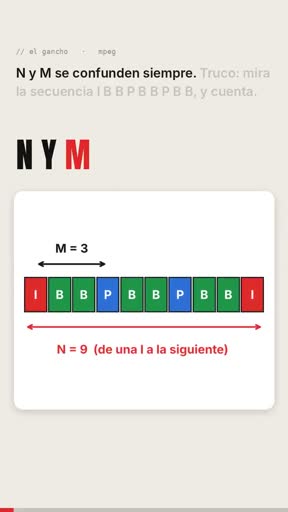 // el gancho · mpeg
N y M se confunden siempre. Truco: mira
la secuencia I B B P B B P B B, y cuenta.
N Y M
M = 3
I B B P B B P B B I
N = 9 (de una I a la siguiente)